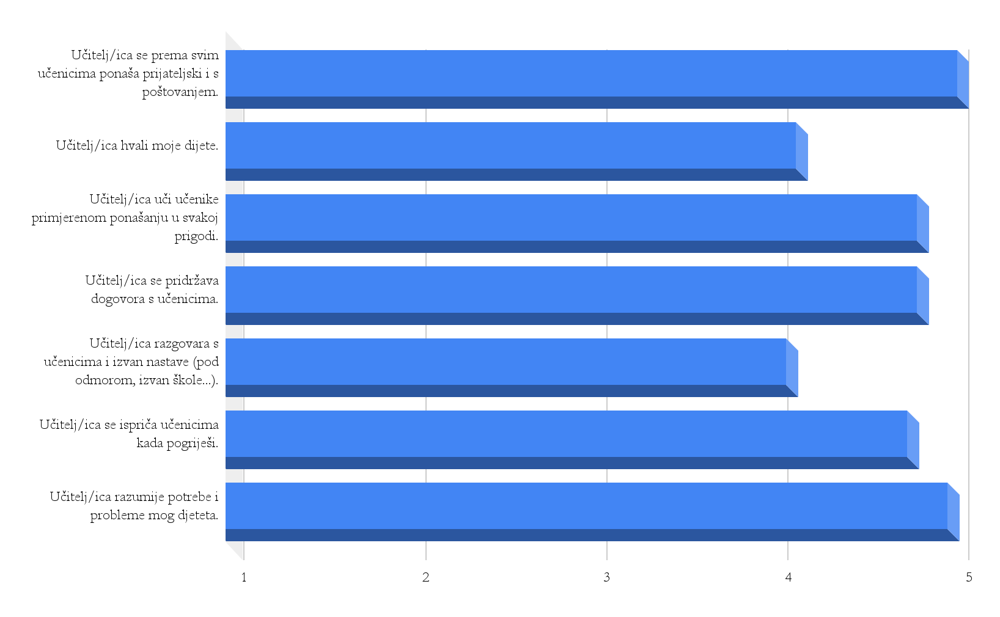 Učitelj/ica se prema svim
učenicima ponaša prijateljski i s
poštovanjem.
Učitelj/ica hvali moje dijete.
Učitelj/ica uči učenike
primjerenom ponašanju u svakoj
prigodi.
Učitelj/ica se pridržava
dogovora s učenicima.
Učitelj/ica razgovara s
učenicima i izvan nastave (pod
odmorom, izvan škole...).
Učitelj/ica se ispriča učenicima
kada pogriješi.
Učitelj/ica razumije potrebe i
probleme mog djeteta.
1 2 3 4 5